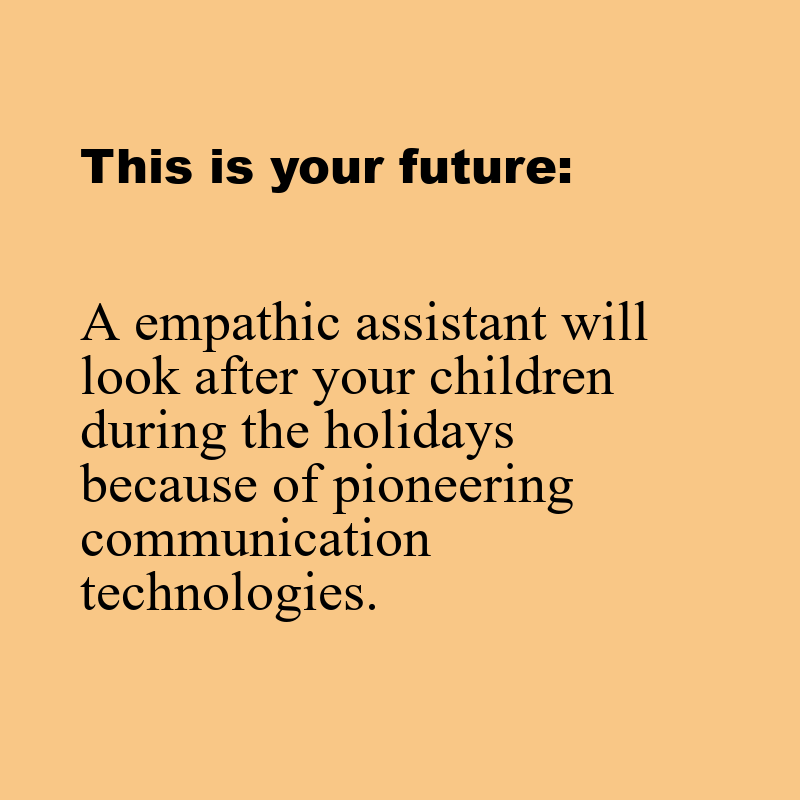 This is your future:
A empathic assistant will
look after your children
during the holidays
because of pioneering
communication
technologies.